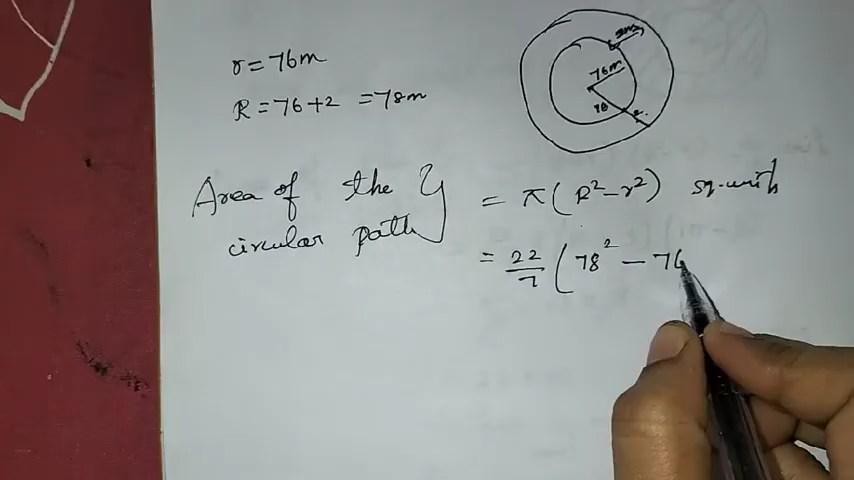 r = 76m
R = 76+2 = 78m
2m
76m
78
Area of the
circular path
= π(R²-r²) sq.units
= 22/7 (78² - 76